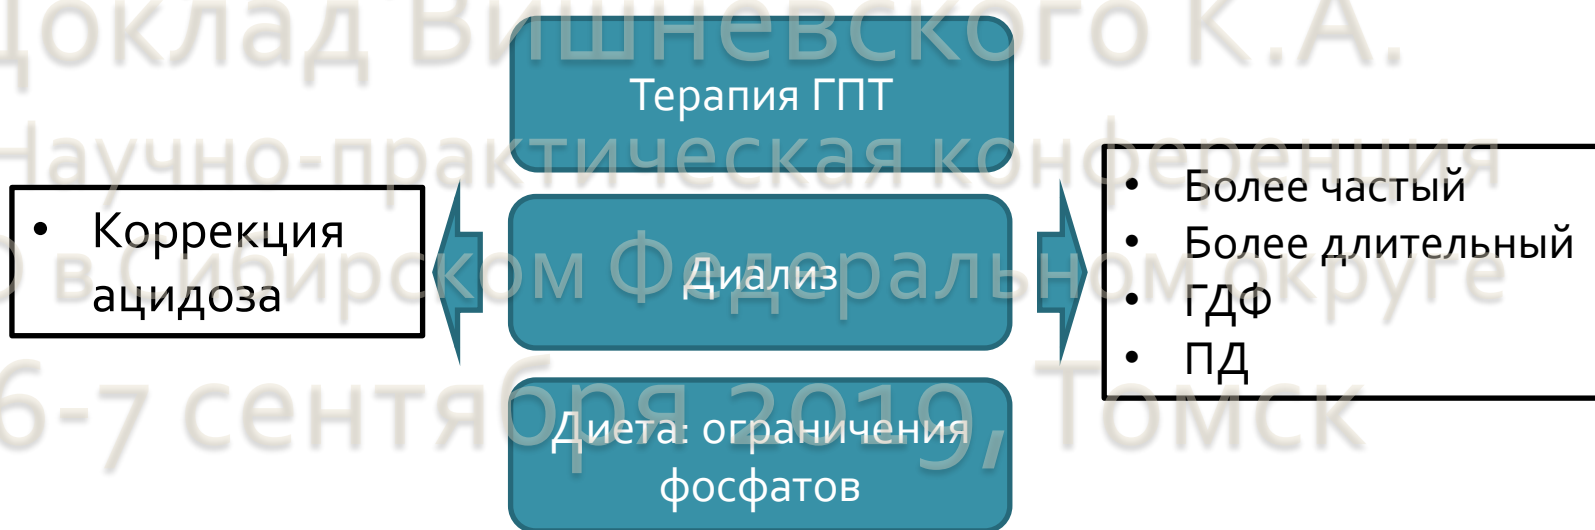 Доклад Вишневского К.А.
Терапия ГПТ
Научно-практическая конференция
• Коррекция
ацидоза
Диализ
• Более частый
• Более длительный
• ГДФ
• ПД
в Сибирском Федеральном округе
6-7 сентября 2019, Томск
Диета: ограничения
фосфатов